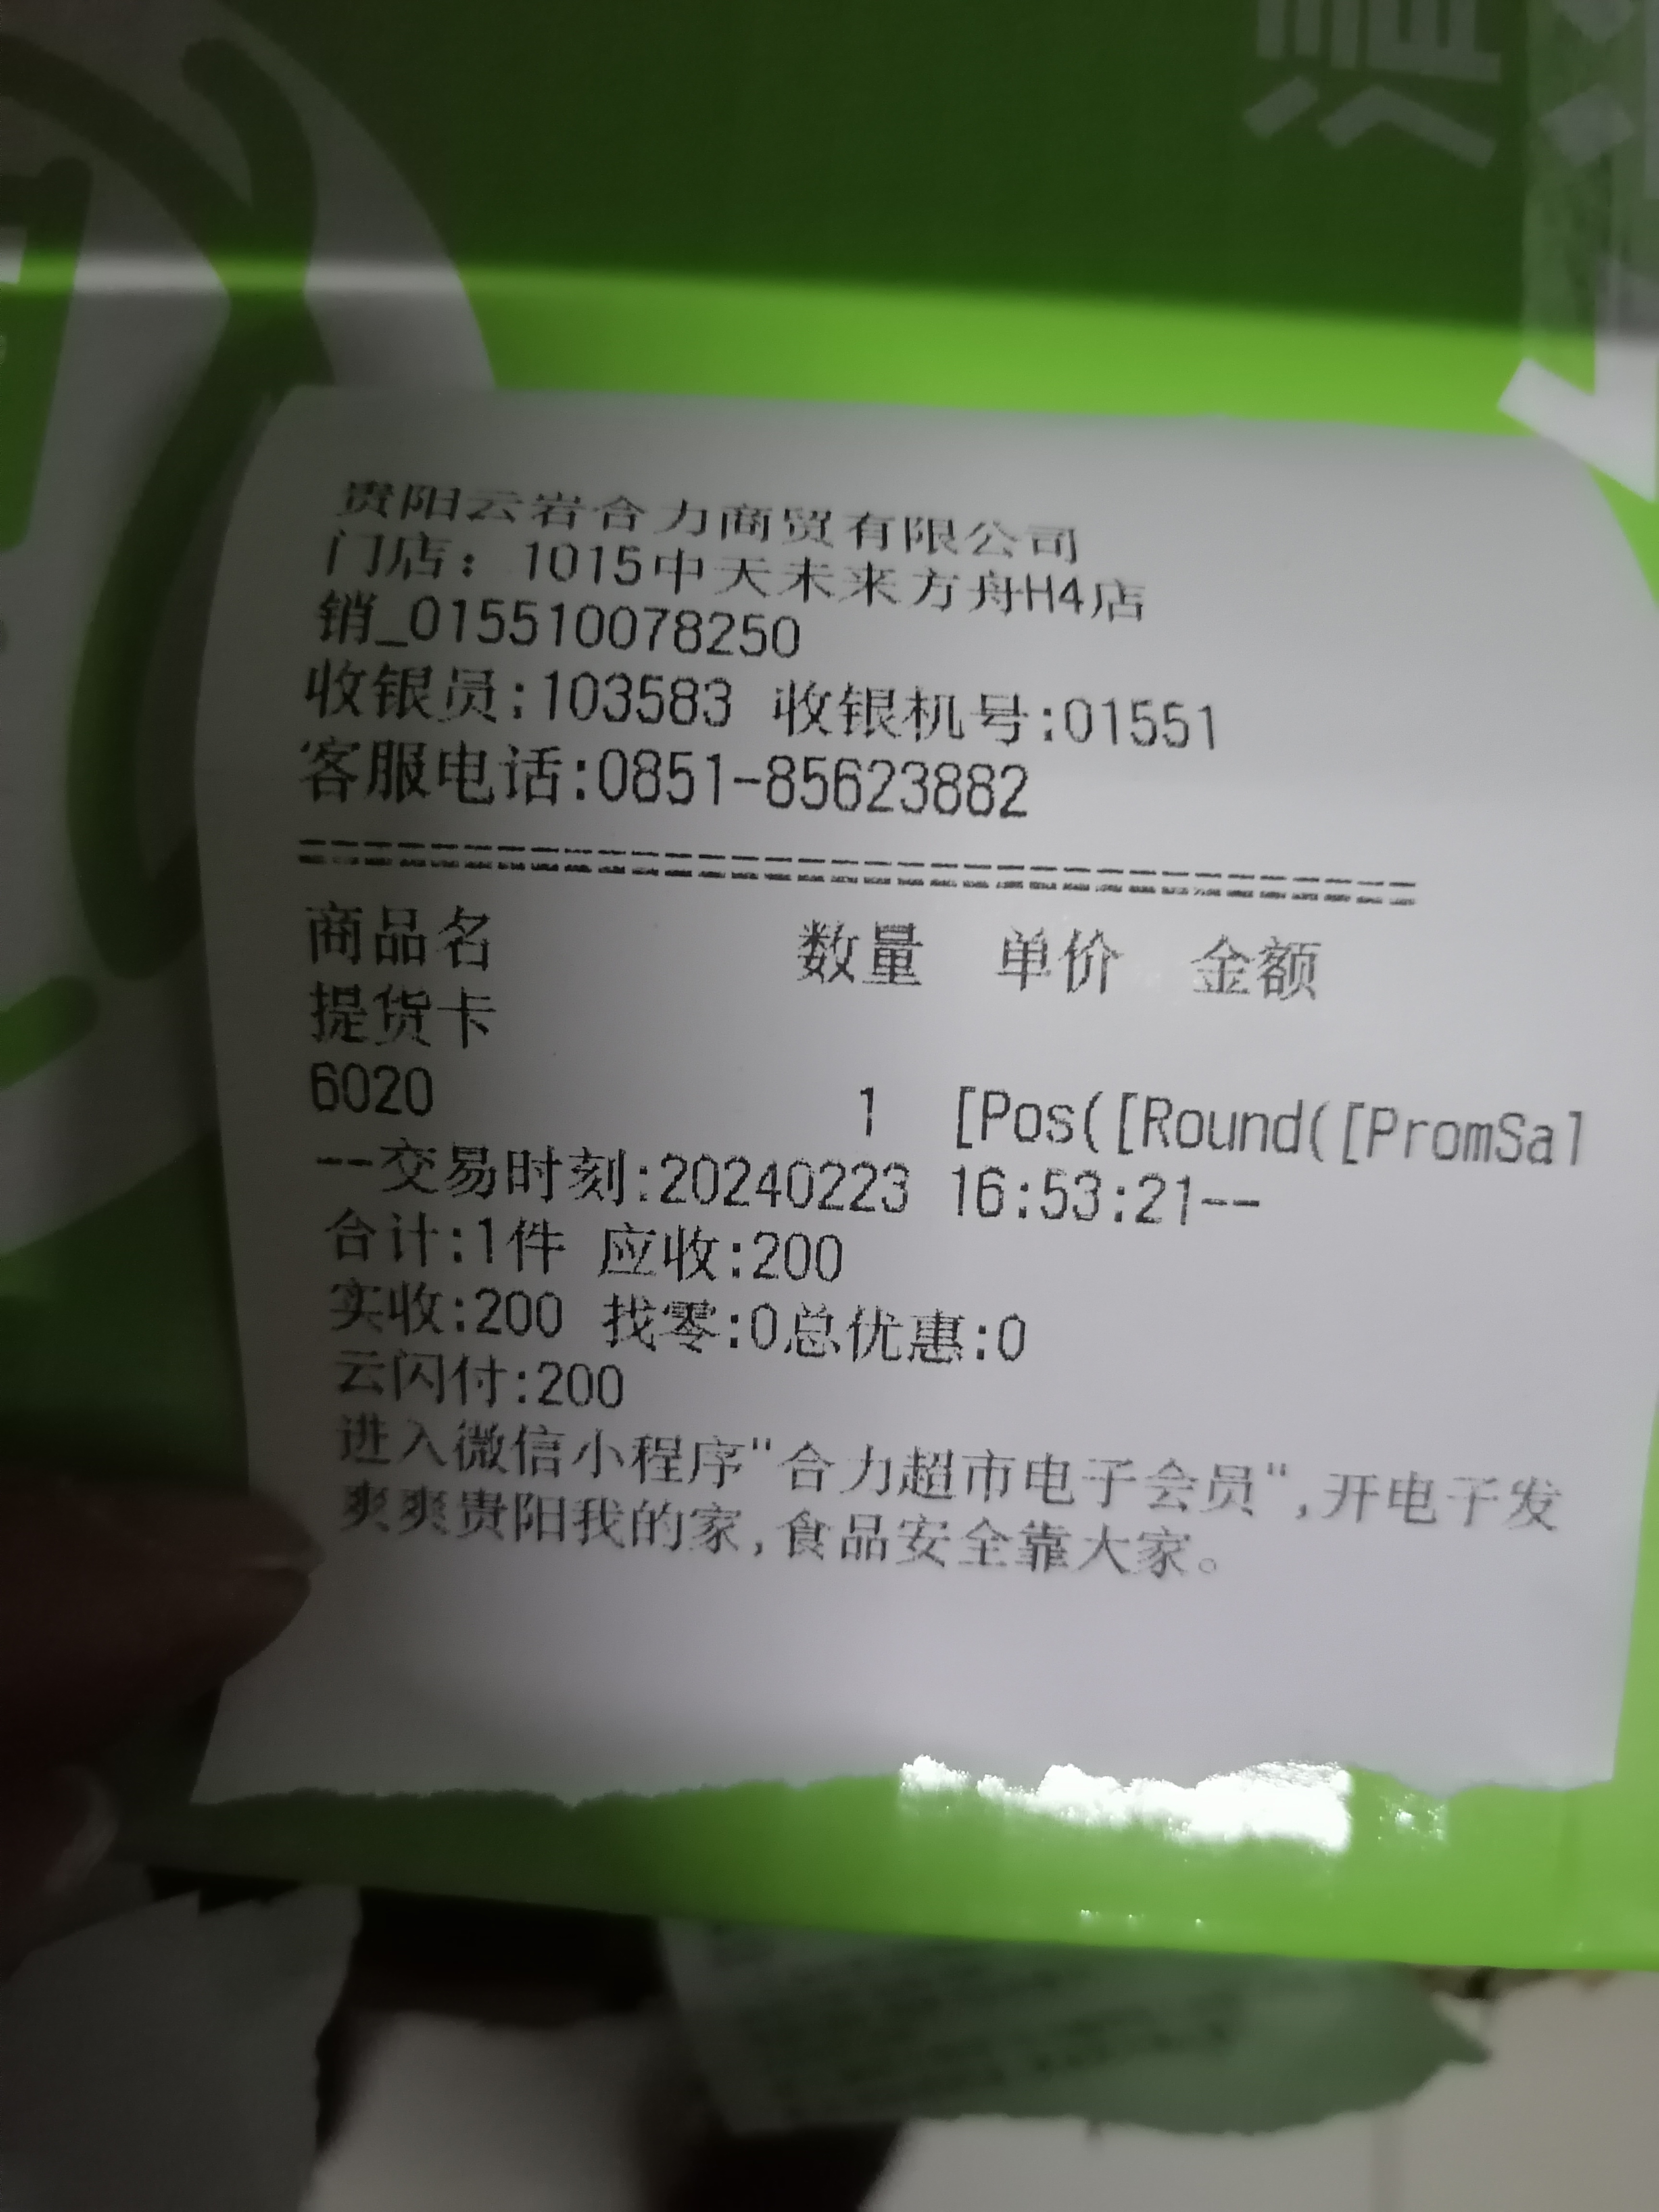 贵阳云岩合力商贸有限公司
门店：1015中天未来方舟H4店
销_015510078250
收银员:103583 收银机号:01551
客服电话:0851-85623882
商品名 数量 单价 金额
提货卡
6020 1 [Pos([Round([PromSal
--交易时刻:20240223 16:53:21--
合计:1件 应收:200
实收:200 找零:0总优惠:0
云闪付:200
进入微信小程序"合力超市电子会员",开电子发
爽爽贵阳我的家,食品安全靠大家。